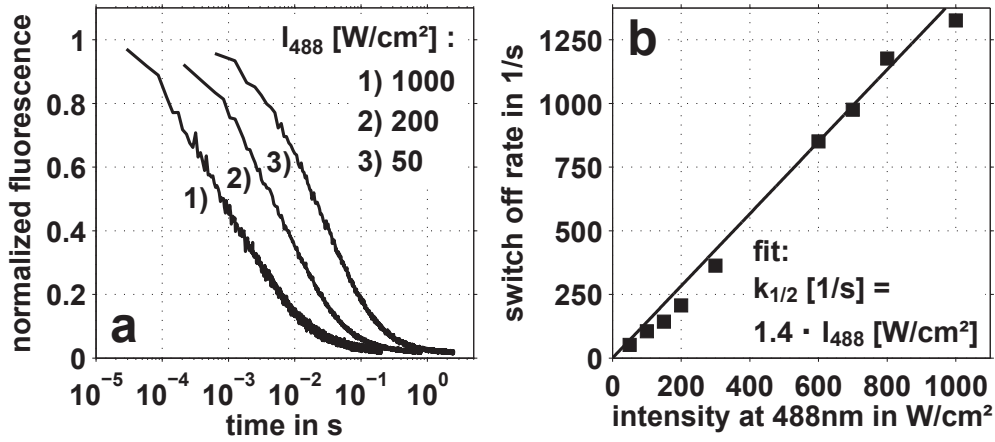 1
0.8
0.6
0.4
0.2
0
normalized fluorescence
I₄₈₈ [W/cm²] :
1) 1000
2) 200
3) 50
1)
2)
3)
a
10⁻⁵ 10⁻⁴ 10⁻³ 10⁻² 10⁻¹ 10⁰
time in s
b
1250
1000
750
500
250
0
switch off rate in 1/s
fit:
k₁/₂ [1/s] =
1.4 · I₄₈₈ [W/cm²]
0 200 400 600 800 1000
intensity at 488nm in W/cm²